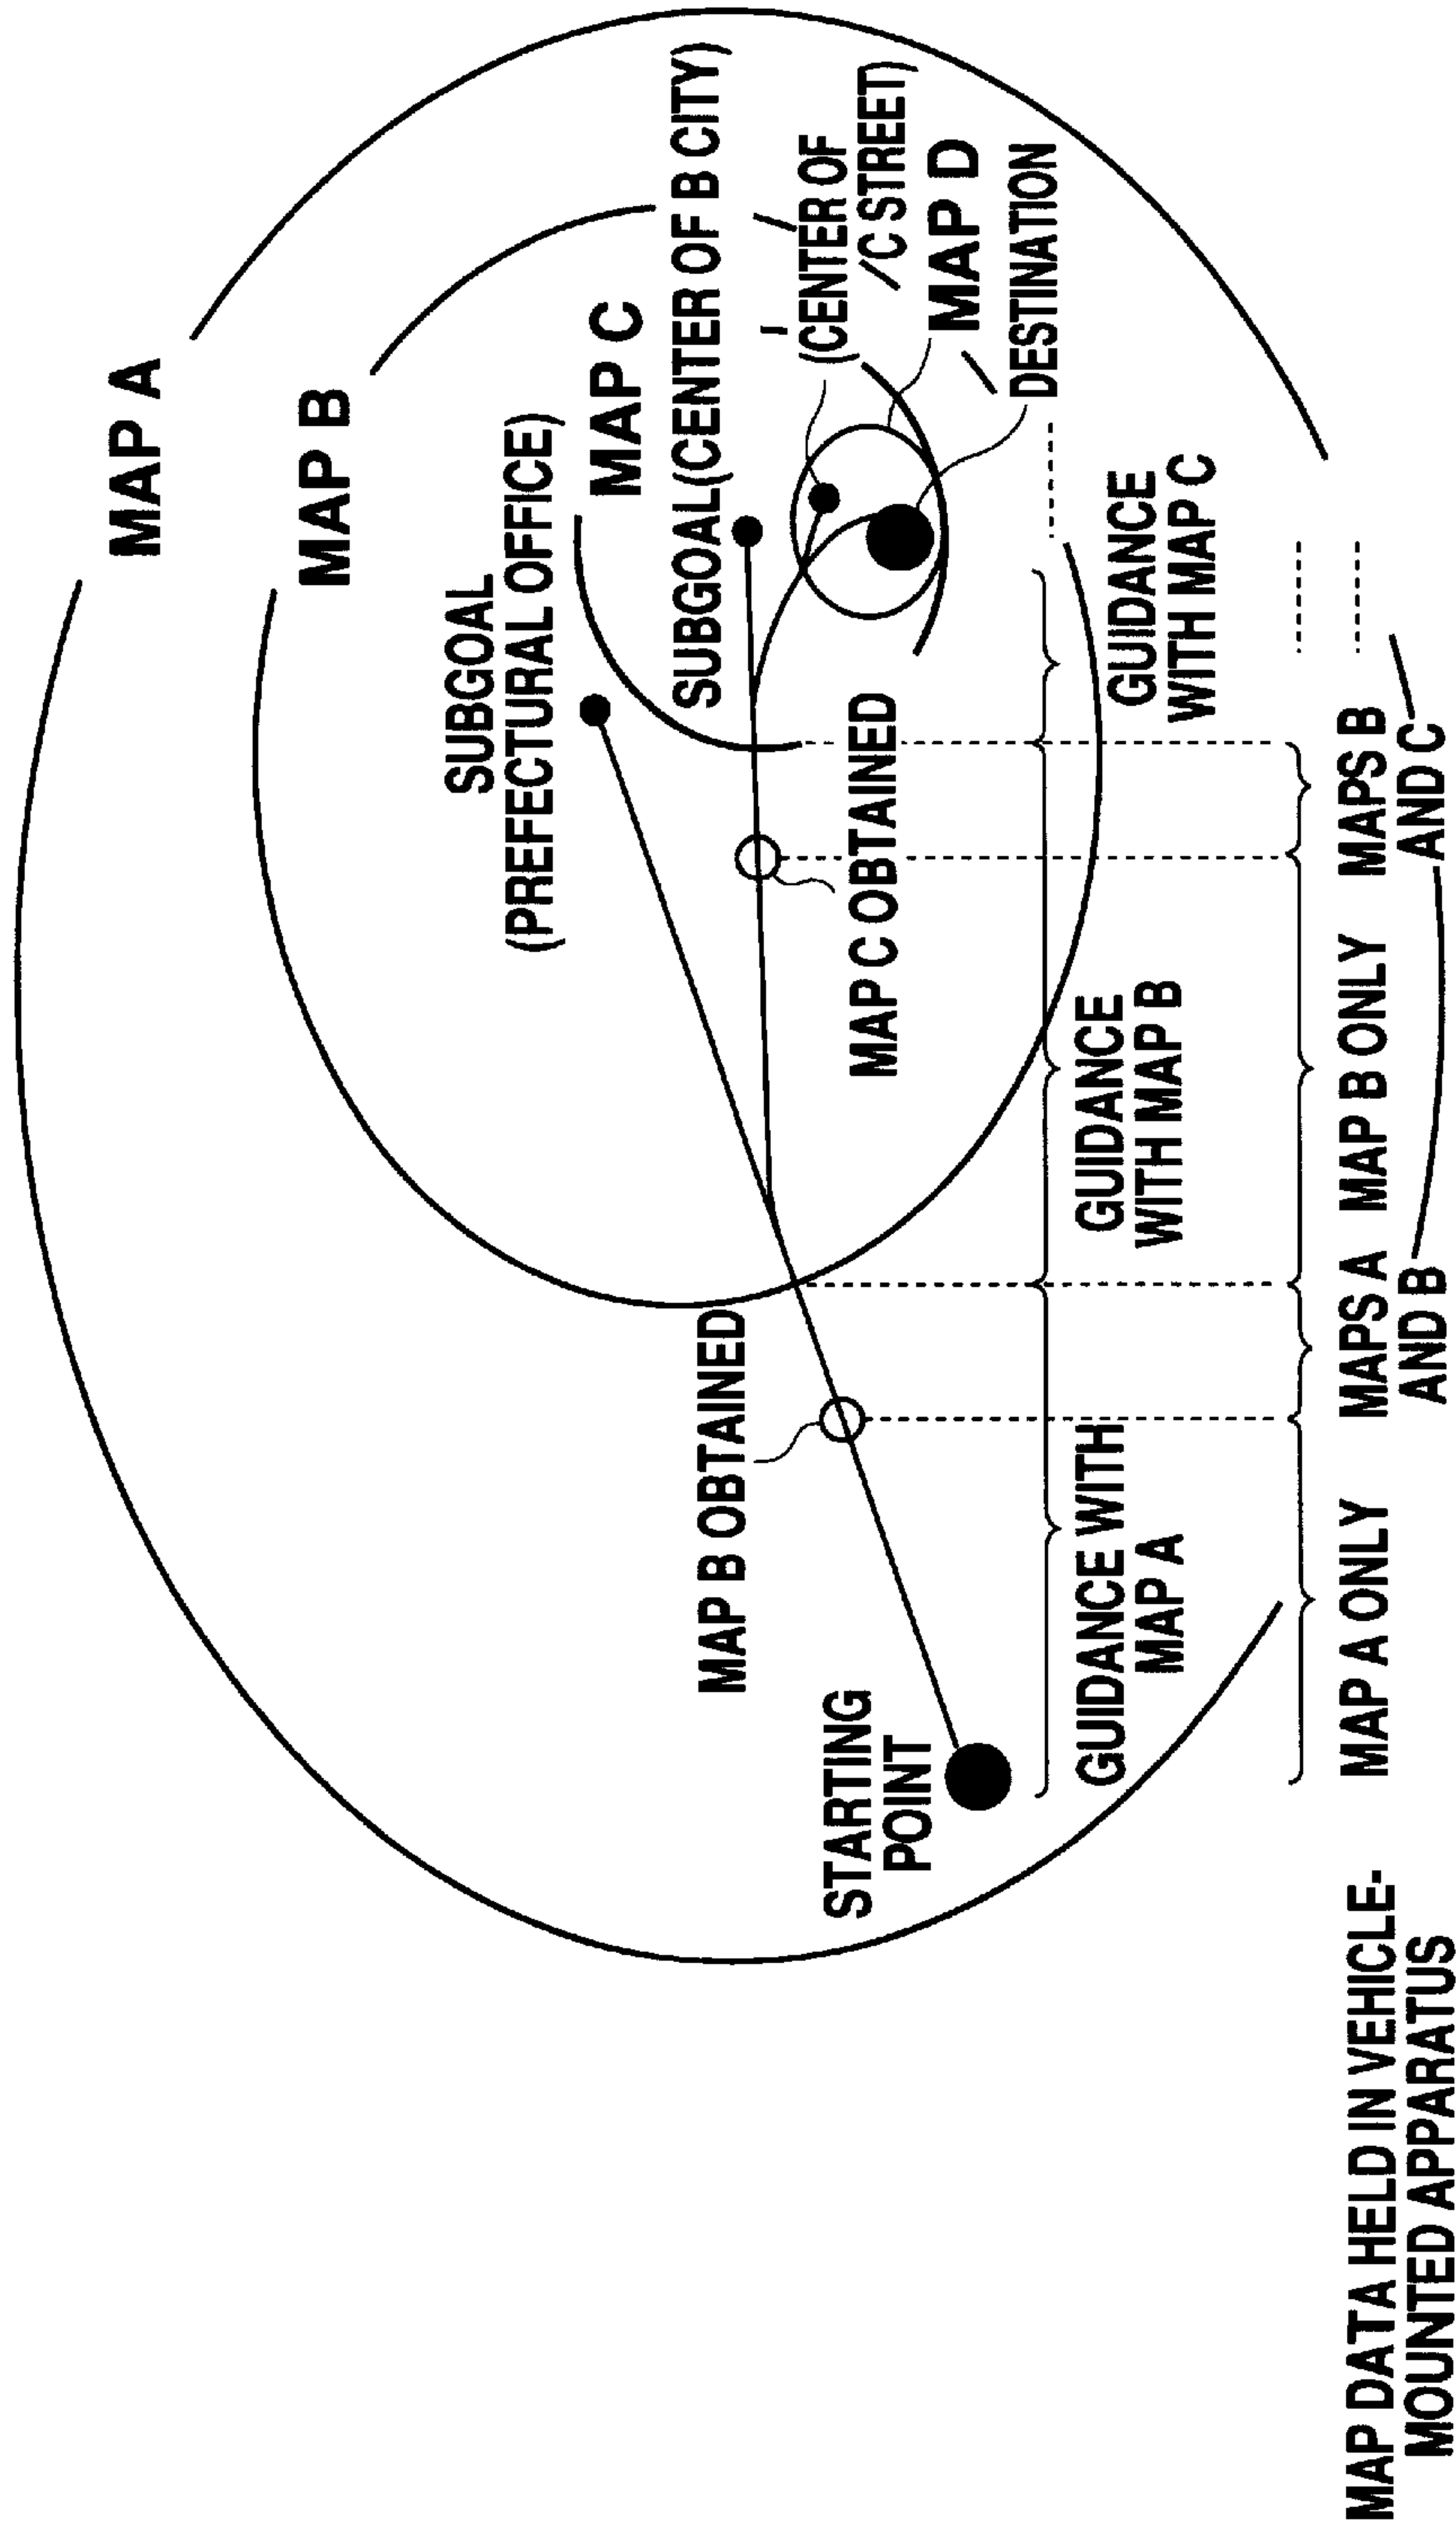 MAP A
MAP B
SUBGOAL
(PREFECTURAL OFFICE)
MAP C
SUBGOAL(CENTER OF B CITY)
(CENTER OF
C STREET)
MAP D
DESTINATION
MAP B OBTAINED
MAP C OBTAINED
STARTING
POINT
GUIDANCE WITH
MAP A
GUIDANCE
WITH MAP B
GUIDANCE
WITH MAP C
MAP DATA HELD IN VEHICLE-
MOUNTED APPARATUS
MAP A ONLY
MAPS A
AND B
MAP B ONLY
MAPS B
AND C